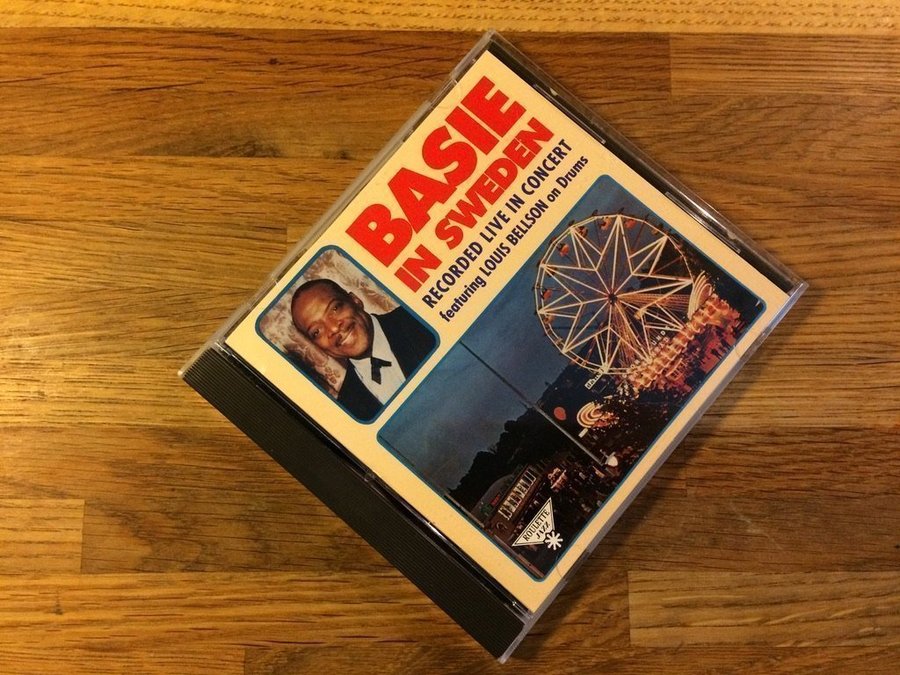 BASIE
IN SWEDEN
RECORDED LIVE IN CONCERT
featuring LOUIS BELLSON on Drums
ROULETTE
JAZZ